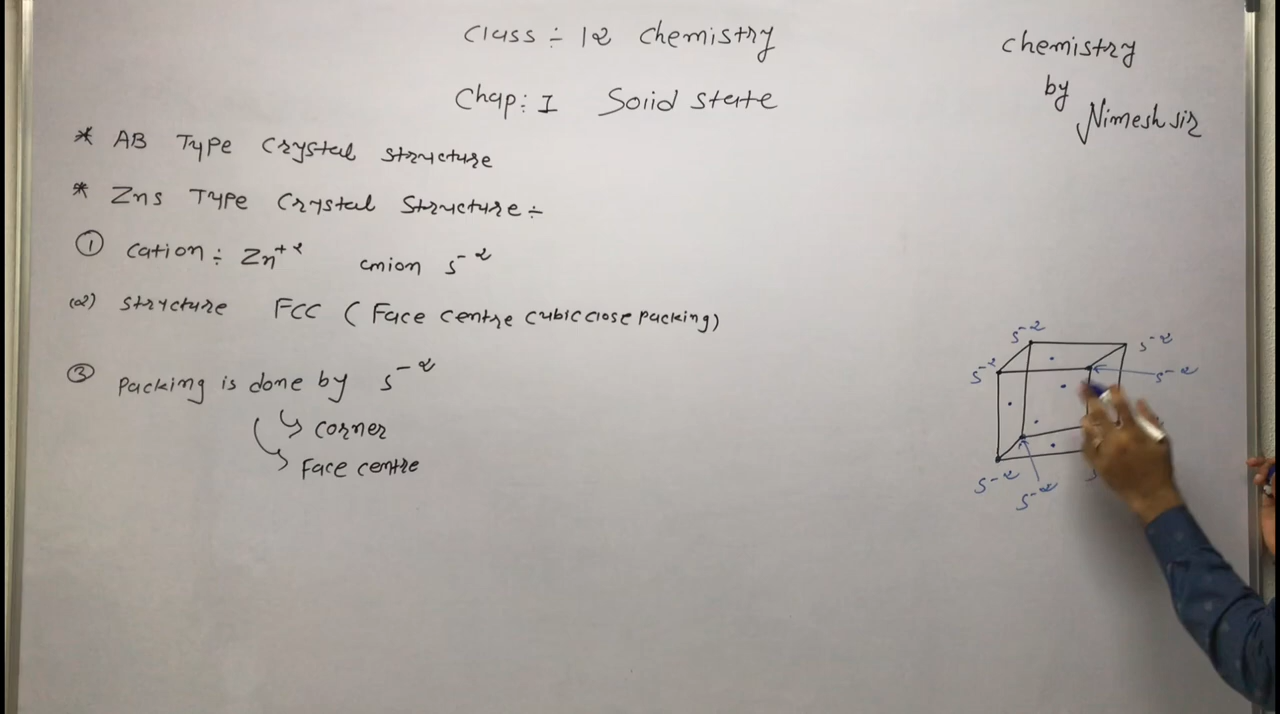 Class ÷ 12 Chemistry
Chap: I Solid state
Chemistry
by
Nimesh sir
* AB Type Crystal structure
* Zns Type Crystal Structure ÷
① Cation ÷ Zn⁺² anion S⁻²
(2) structure FCC (Face centre cubic close packing)
③ Packing is done by S⁻²
↳ corner
↳ Face centre
S⁻²
S⁻²
S⁻²
S⁻²
S⁻²
S⁻²
S